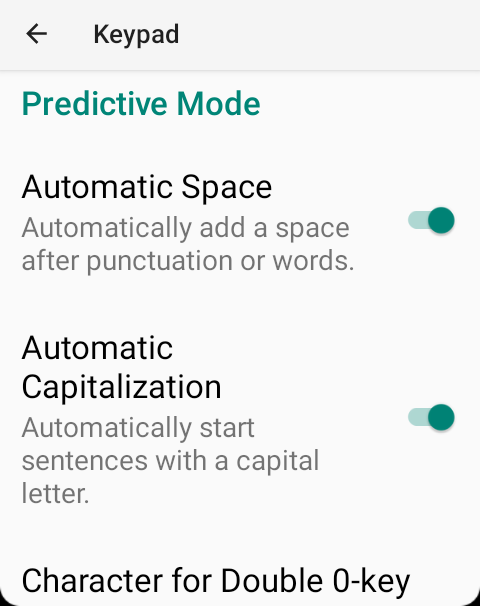 Keypad
Predictive Mode
Automatic Space
Automatically add a space
after punctuation or words.
Automatic
Capitalization
Automatically start
sentences with a capital
letter.
Character for Double 0-key